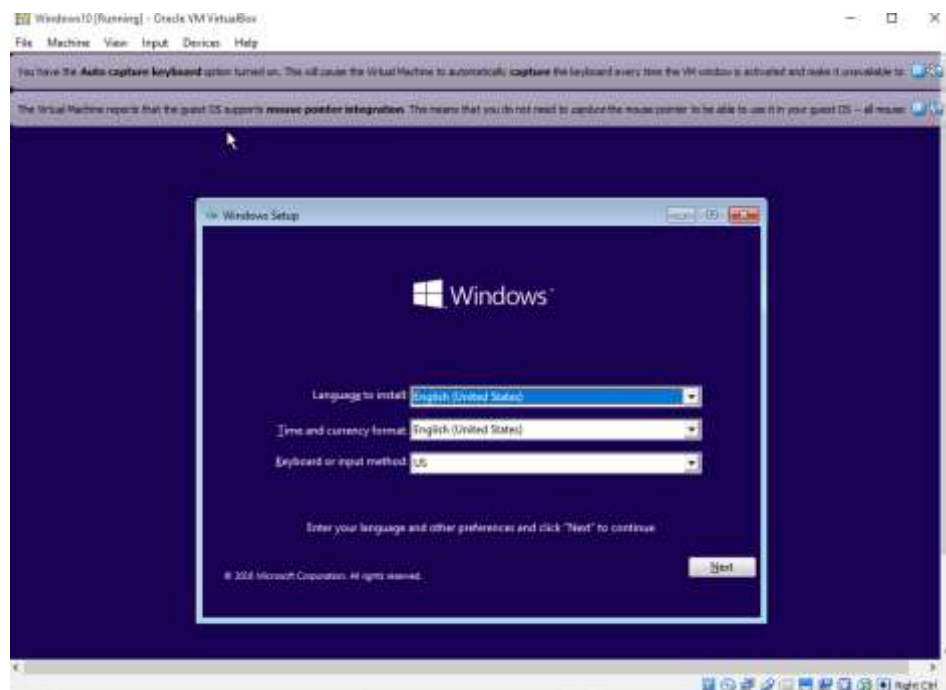 Windows10 [Running] - Oracle VM VirtualBox
File Machine View Input Devices Help
You have the Auto capture keyboard option turned on. This will cause the Virtual Machine to automatically capture the keyboard every time the VM window is activated and make it unavailable to
The Virtual Machine reports that the guest OS supports mouse pointer integration. This means that you do not need to capture the mouse pointer to be able to use it in your guest OS -- all mouse
Windows Setup
Windows
Language to install: English (United States)
Time and currency format: English (United States)
Keyboard or input method: US
Enter your language and other preferences and click "Next" to continue.
© Microsoft Corporation. All rights reserved.
Next
Right Ctrl